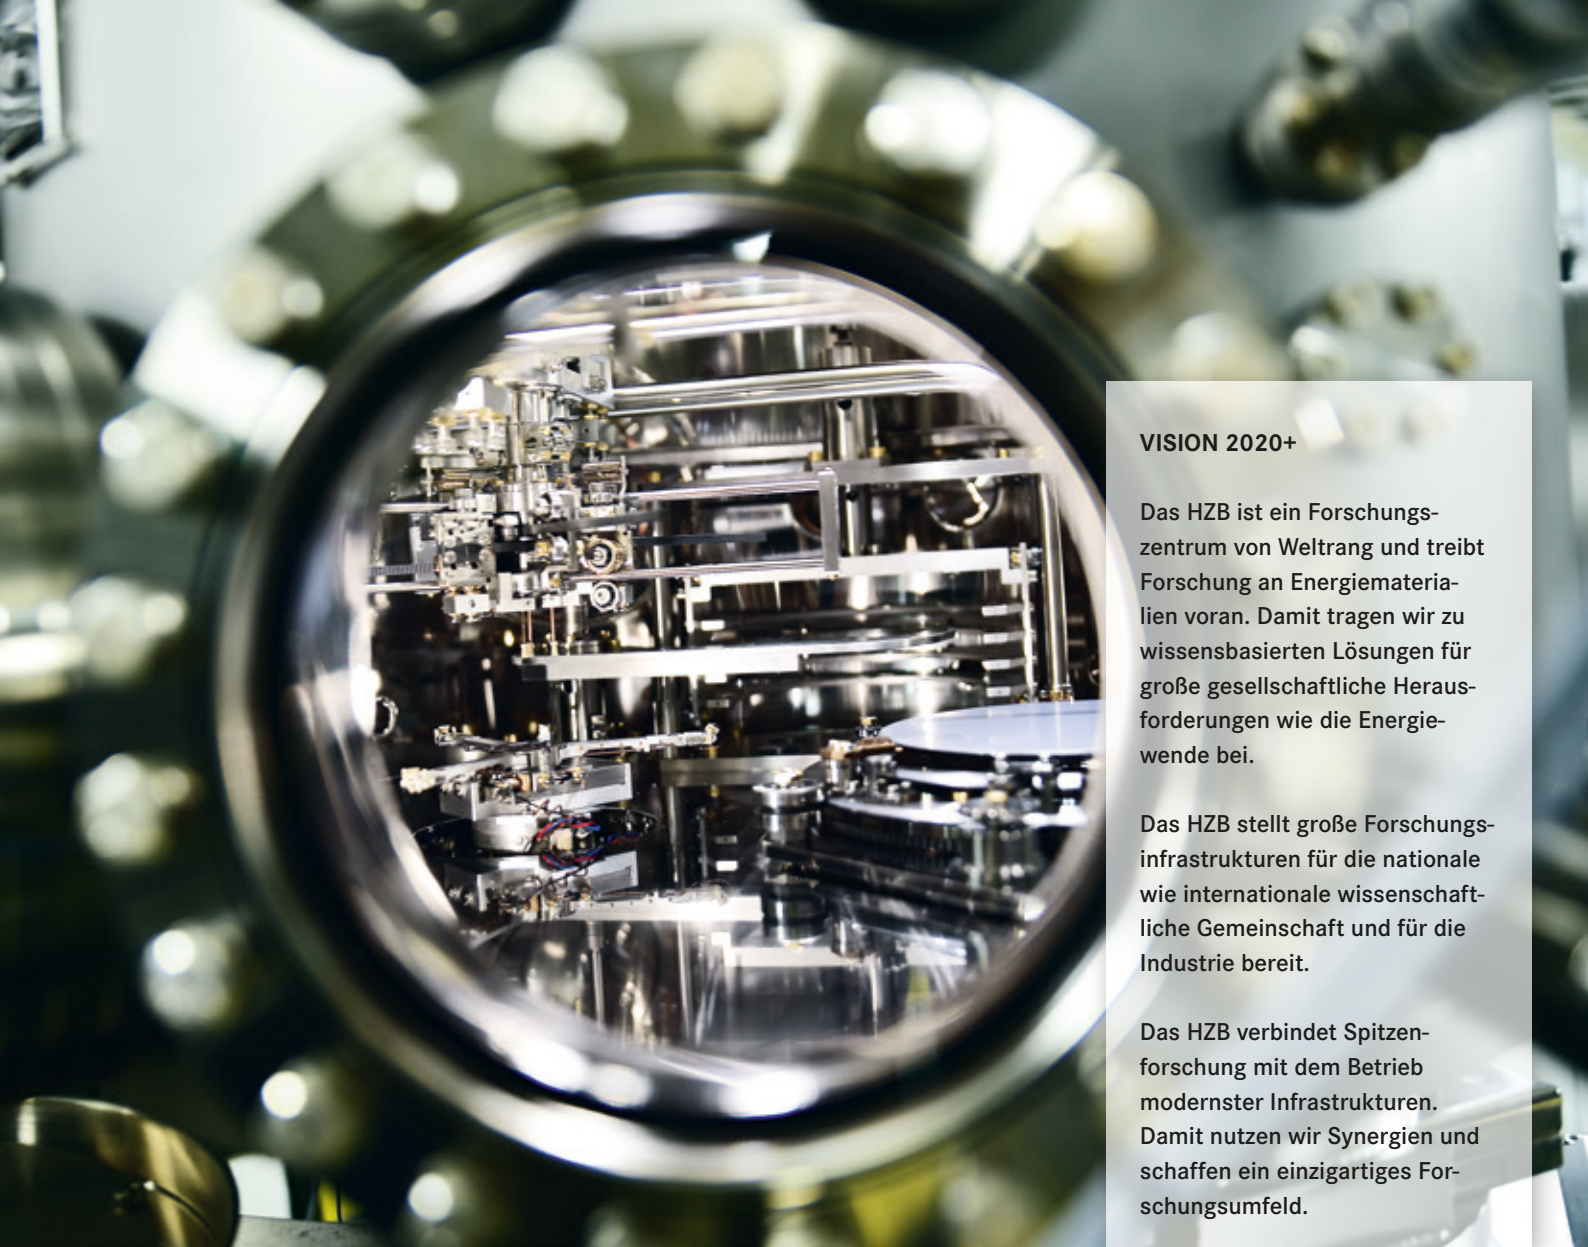 VISION 2020+
Das HZB ist ein Forschungs-
zentrum von Weltrang und treibt
Forschung an Energiemateria-
lien voran. Damit tragen wir zu
wissensbasierten Lösungen für
große gesellschaftliche Heraus-
forderungen wie die Energie-
wende bei.
Das HZB stellt große Forschungs-
infrastrukturen für die nationale
wie internationale wissenschaft-
liche Gemeinschaft und für die
Industrie bereit.
Das HZB verbindet Spitzen-
forschung mit dem Betrieb
modernster Infrastrukturen.
Damit nutzen wir Synergien und
schaffen ein einzigartiges For-
schungsumfeld.